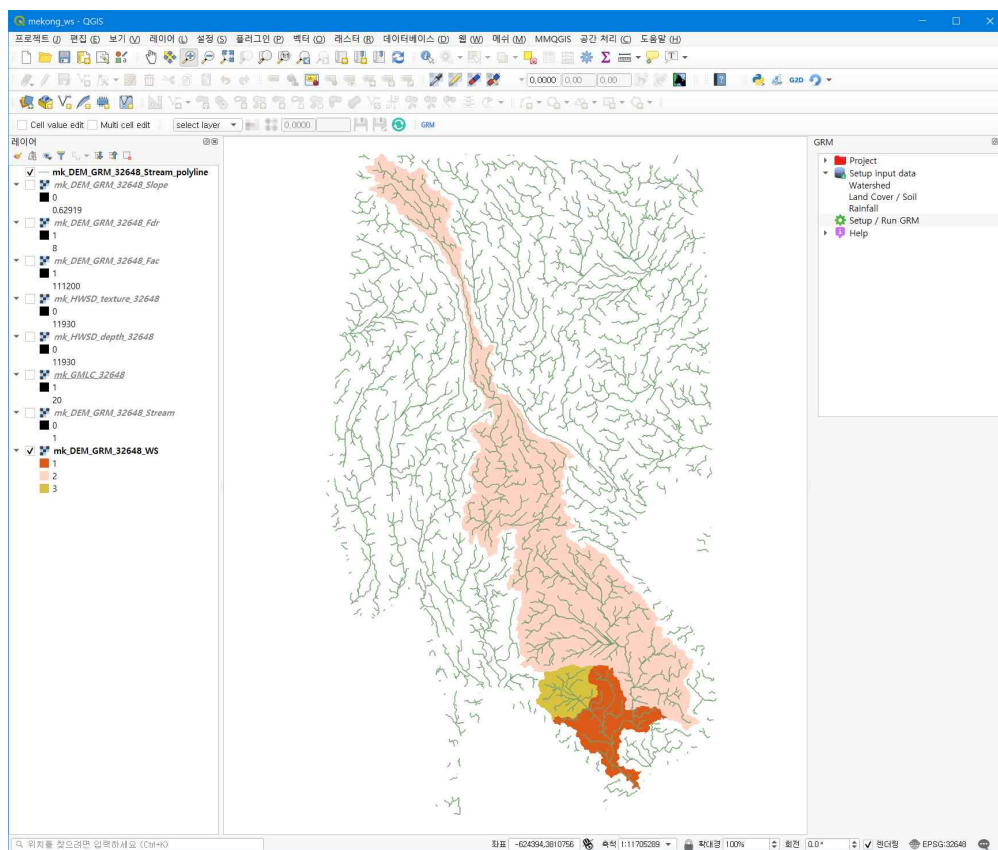 mekong_ws - QGIS
프로젝트 (J) 편집 (E) 보기 (V) 레이어 (L) 설정 (S) 플러그인 (P) 벡터 (O) 래스터 (R) 데이터베이스 (D) 웹 (W) 메쉬 (M) MMQGIS 공간 처리 (C) 도움말 (H)
0,0000 0,00 0,00 G2D
Cell value edit Multi cell edit select layer 0,0000 GRM
레이어
mk_DEM_GRM_32648_Stream_polyline
mk_DEM_GRM_32648_Slope
0
0.62919
mk_DEM_GRM_32648_Fdr
1
8
mk_DEM_GRM_32648_Fac
1
111200
mk_HWSD_texture_32648
0
11930
mk_HWSD_depth_32648
0
11930
mk_GMLC_32648
1
20
mk_DEM_GRM_32648_Stream
0
1
mk_DEM_GRM_32648_WS
1
2
3
GRM
Project
Setup input data
Watershed
Land Cover / Soil
Rainfall
Setup / Run GRM
Help
위치를 찾으려면 입력하세요 (Ctrl+K) 좌표 -624394,3810756 축척 1:11705289 확대경 100% 회전 0.0° 렌더링 EPSG:32648